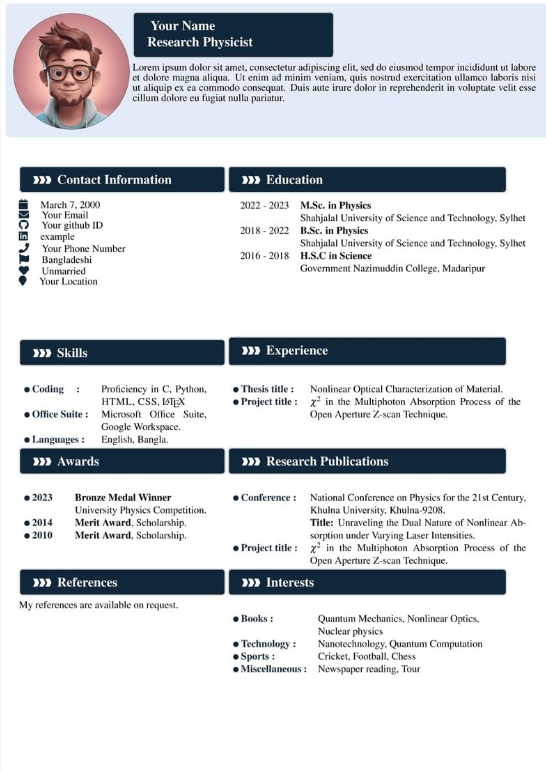 Your Name
Research Physicist
Lorem ipsum dolor sit amet, consectetur adipiscing elit, sed do eiusmod tempor incididunt ut labore
et dolore magna aliqua. Ut enim ad minim veniam, quis nostrud exercitation ullamco laboris nisi
ut aliquip ex ea commodo consequat. Duis aute irure dolor in reprehenderit in voluptate velit esse
cillum dolore eu fugiat nulla pariatur.
Contact Information
March 7, 2000
Your Email
Your github ID
example
Your Phone Number
Bangladeshi
Unmarried
Your Location
Education
2022 - 2023 M.Sc. in Physics
Shahjalal University of Science and Technology, Sylhet
2018 - 2022 B.Sc. in Physics
Shahjalal University of Science and Technology, Sylhet
2016 - 2018 H.S.C in Science
Government Nazimuddin College, Madaripur
Skills
Coding : Proficiency in C, Python,
HTML, CSS, LATEX
Office Suite : Microsoft Office Suite,
Google Workspace.
Languages : English, Bangla.
Experience
Thesis title : Nonlinear Optical Characterization of Material.
Project title : χ² in the Multiphoton Absorption Process of the
Open Aperture Z-scan Technique.
Awards
2023 Bronze Medal Winner
University Physics Competition.
2014 Merit Award, Scholarship.
2010 Merit Award, Scholarship.
Research Publications
Conference : National Conference on Physics for the 21st Century,
Khulna University, Khulna-9208.
Title: Unraveling the Dual Nature of Nonlinear Ab-
sorption under Varying Laser Intensities.
Project title : χ² in the Multiphoton Absorption Process of the
Open Aperture Z-scan Technique.
References
My references are available on request.
Interests
Books : Quantum Mechanics, Nonlinear Optics,
Nuclear physics
Technology : Nanotechnology, Quantum Computation
Sports : Cricket, Football, Chess
Miscellaneous : Newspaper reading, Tour